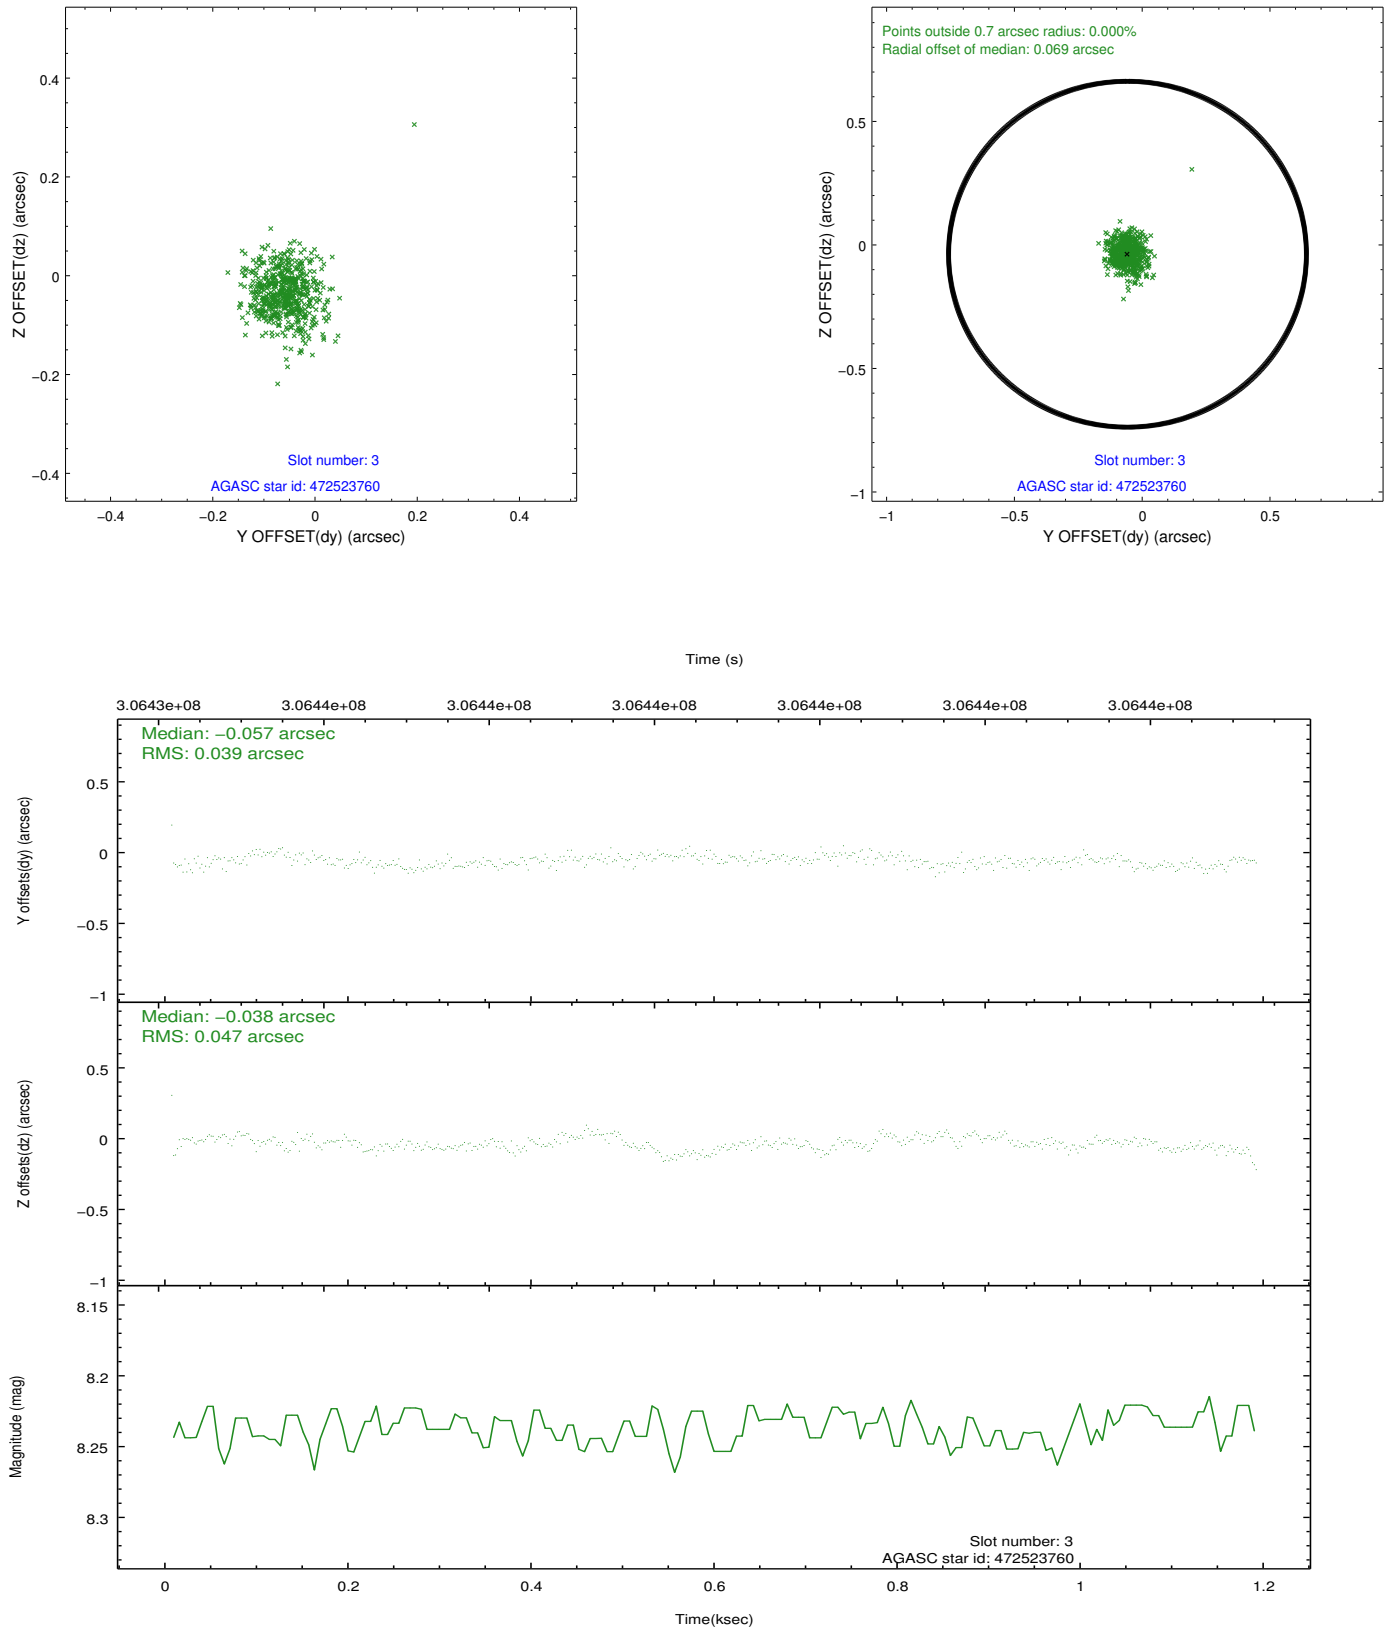 0.4
0.2
0
−0.2
−0.4
Z OFFSET(dz) (arcsec)
Slot number: 3
AGASC star id: 472523760
−0.4
−0.2
0
0.2
0.4
Y OFFSET(dy) (arcsec)
Points outside 0.7 arcsec radius: 0.000%
Radial offset of median: 0.069 arcsec
0.5
0
−0.5
−1
Z OFFSET(dz) (arcsec)
Slot number: 3
AGASC star id: 472523760
−1
−0.5
0
0.5
Y OFFSET(dy) (arcsec)
Time (s)
3.0643e+08
3.0644e+08
3.0644e+08
3.0644e+08
3.0644e+08
3.0644e+08
3.0644e+08
Median: −0.057 arcsec
RMS: 0.039 arcsec
0.5
0
−0.5
−1
Y offsets(dy) (arcsec)
Median: −0.038 arcsec
RMS: 0.047 arcsec
0.5
0
−0.5
−1
Z offsets(dz) (arcsec)
8.15
8.2
8.25
8.3
Magnitude (mag)
Slot number: 3
AGASC star id: 472523760
0
0.2
0.4
0.6
0.8
1
1.2
Time(ksec)